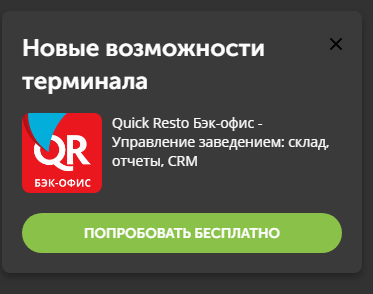 Новые возможности
терминала
QR
БЭК-ОФИС
Quick Resto Бэк-офис -
Управление заведением: склад,
отчеты, CRM
ПОПРОБОВАТЬ БЕСПЛАТНО